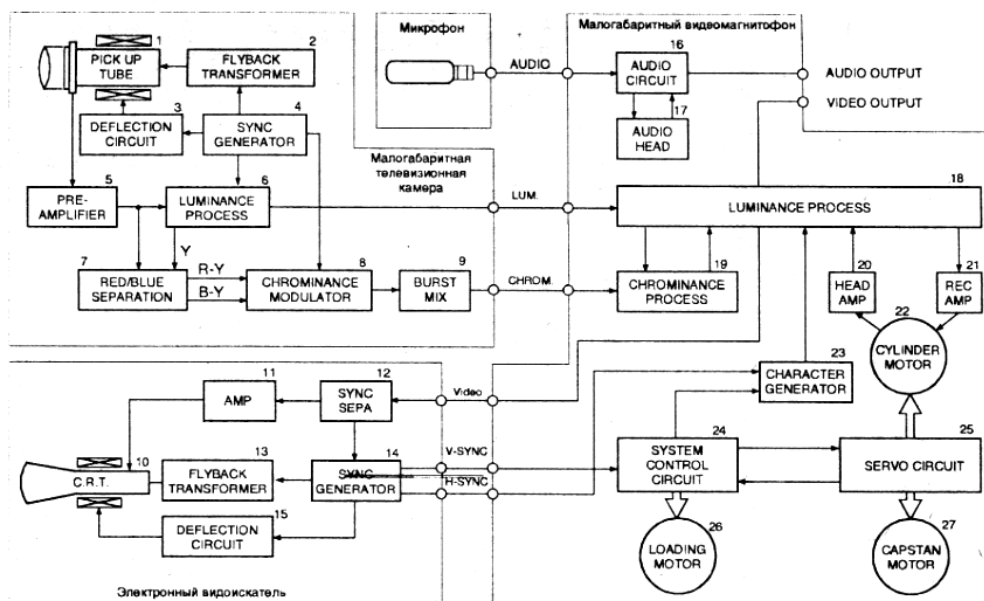 Микрофон
Малогабаритный видеомагнитофон
1
PICK UP
TUBE
2
FLYBACK
TRANSFORMER
AUDIO
16
AUDIO
CIRCUIT
AUDIO OUTPUT
VIDEO OUTPUT
3
DEFLECTION
CIRCUIT
4
SYNC
GENERATOR
17
AUDIO
HEAD
Малогабаритная
телевизионная
камера
5
PRE-
AMPLIFIER
6
LUMINANCE
PROCESS
LUM.
18
LUMINANCE PROCESS
Y
7
RED/BLUE
SEPARATION
R-Y
B-Y
8
CHROMINANCE
MODULATOR
9
BURST
MIX
CHROM.
19
CHROMINANCE
PROCESS
20
HEAD
AMP
21
REC
AMP
22
CYLINDER
MOTOR
11
AMP
12
SYNC
SEPA
Video
23
CHARACTER
GENERATOR
10
C.R.T.
13
FLYBACK
TRANSFORMER
14
SYNC
GENERATOR
V-SYNC
H-SYNC
24
SYSTEM
CONTROL
CIRCUIT
25
SERVO CIRCUIT
15
DEFLECTION
CIRCUIT
26
LOADING
MOTOR
27
CAPSTAN
MOTOR
Электронный видоискатель